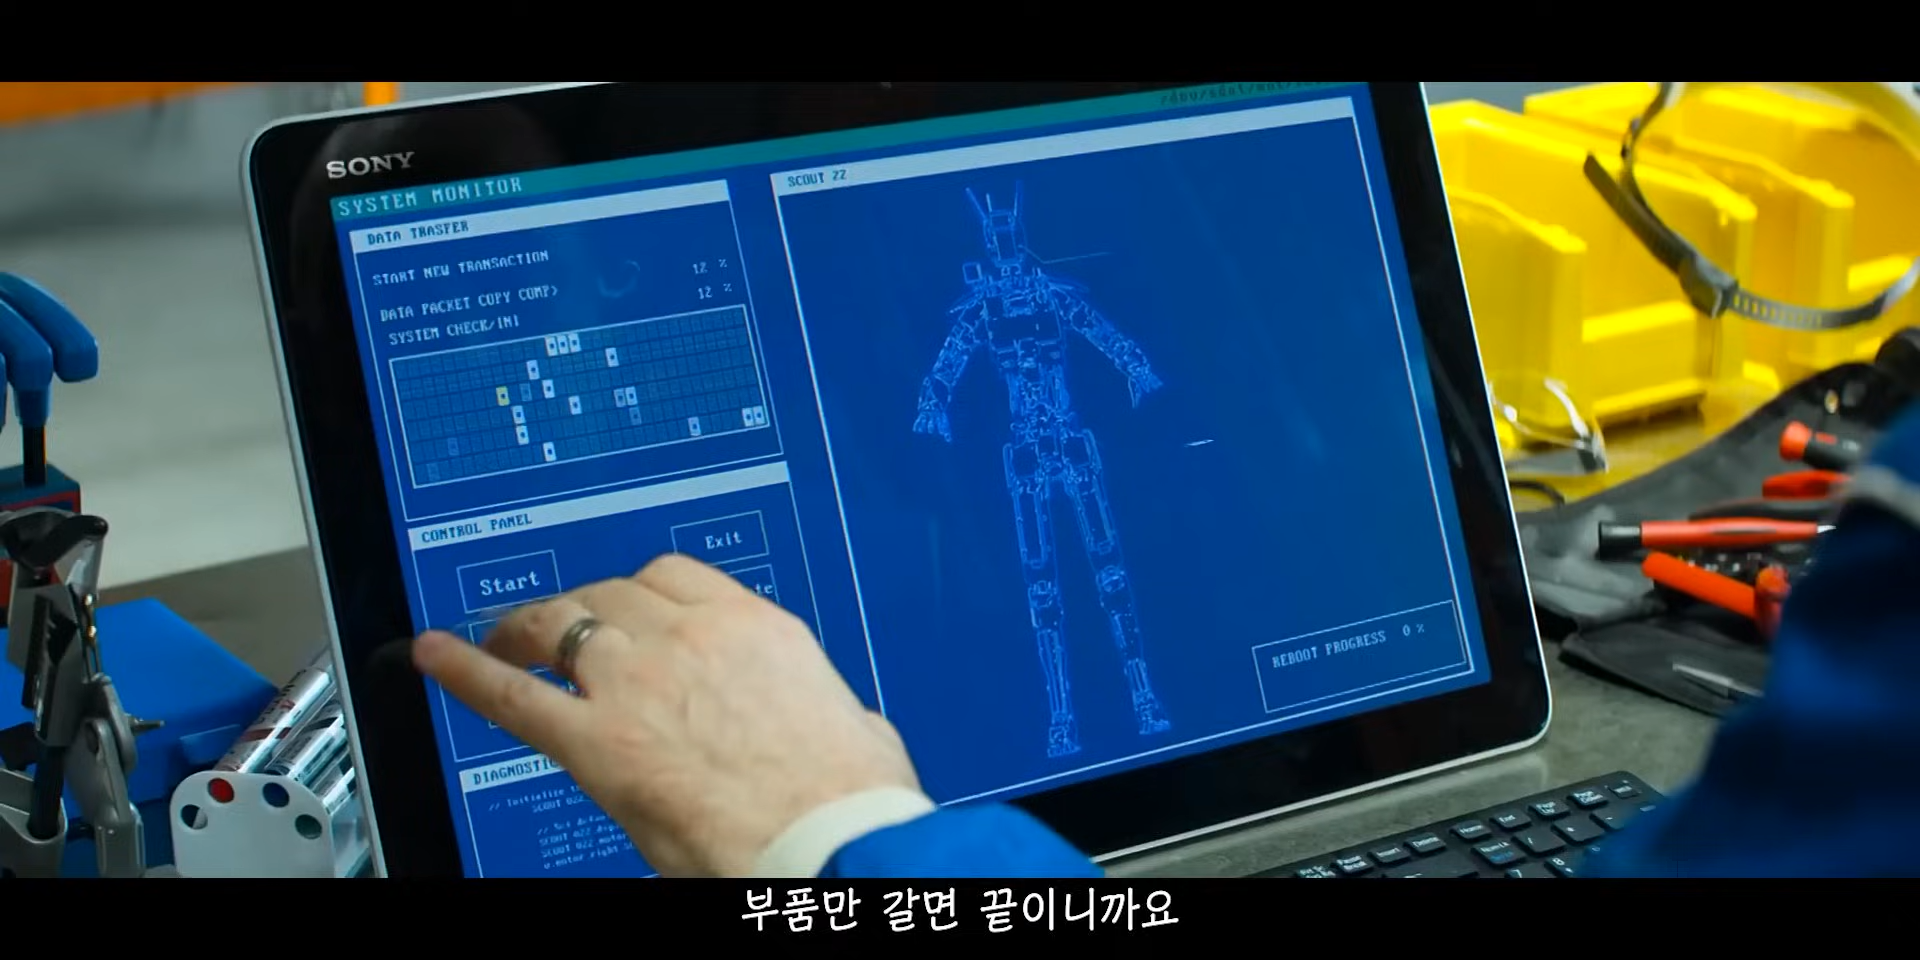 SONY
SYSTEM MONITOR
DATA TRASFER
START NEW TRANSACTION 12 %
DATA PACKET COPY COMP> 12 %
SYSTEM CHECK/INI
CONTROL PANEL
Exit
Start
SCOUT 22
REBOOT PROGRESS 0 %
부품만 갈면 끝이니까요